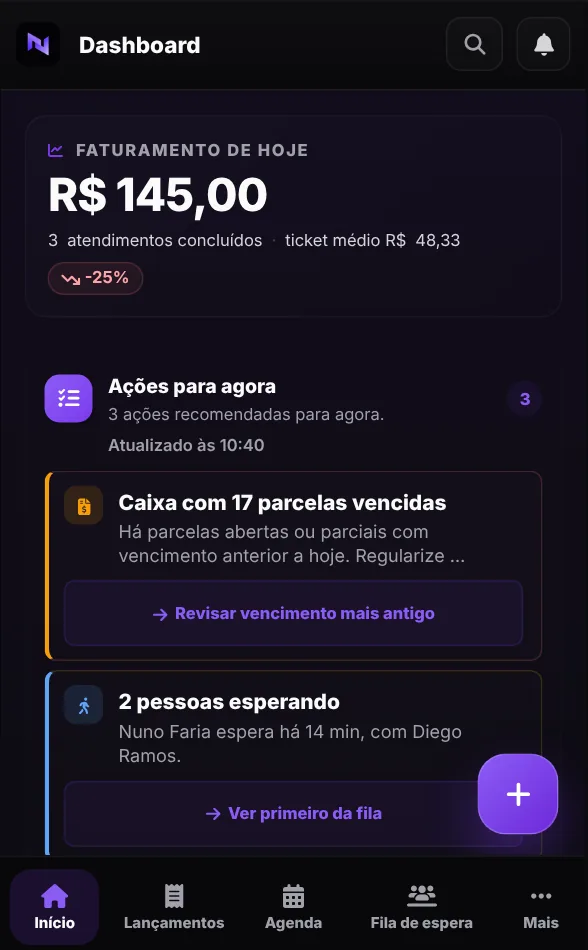 Dashboard
FATURAMENTO DE HOJE
R$ 145,00
3 atendimentos concluídos · ticket médio R$ 48,33
-25%
Ações para agora
3 ações recomendadas para agora.
3
Atualizado às 10:40
Caixa com 17 parcelas vencidas
Há parcelas abertas ou parciais com
vencimento anterior a hoje. Regularize ...
→ Revisar vencimento mais antigo
2 pessoas esperando
Nuno Faria espera há 14 min, com Diego
Ramos.
→ Ver primeiro da fila
Início Lançamentos Agenda Fila de espera Mais